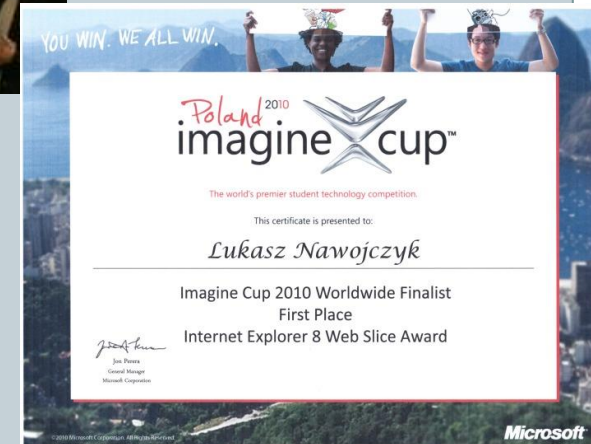 YOU WIN. WE ALL WIN.
Poland 2010
imagine cup™
The world's premier student technology competition.
This certificate is presented to:
Lukasz Nawojczyk
Imagine Cup 2010 Worldwide Finalist
First Place
Internet Explorer 8 Web Slice Award
Jon Perera
General Manager
Microsoft Corporation
©2010 Microsoft Corporation. All Rights Reserved.
Microsoft